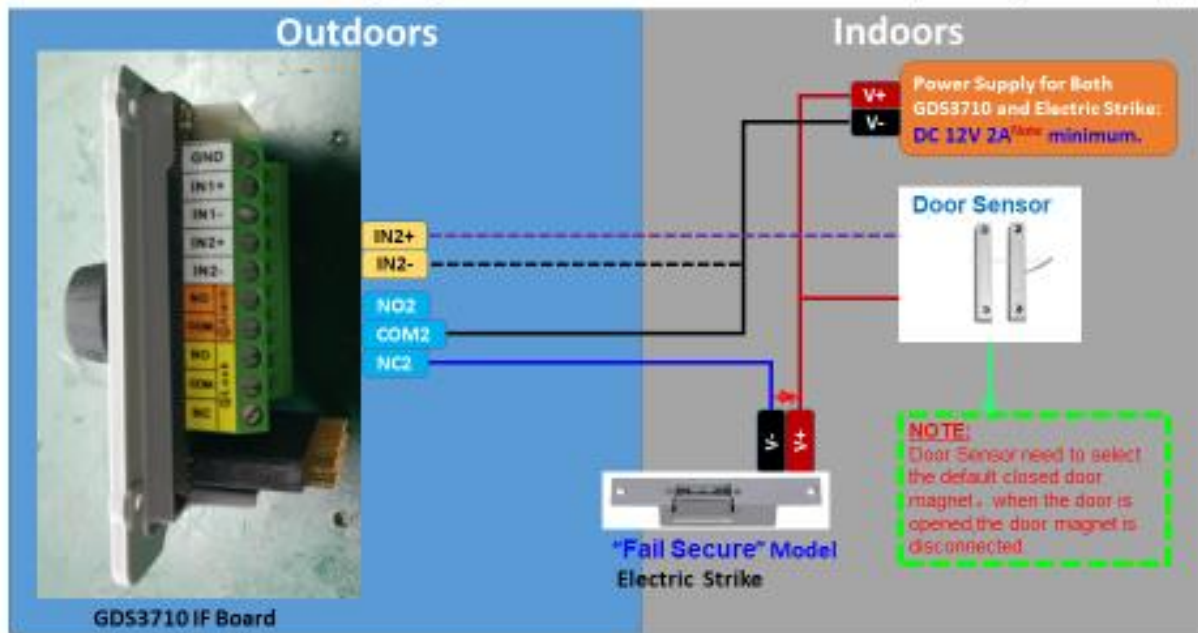 Outdoors
Indoors
GND
IN1+
IN1-
IN2+
IN2-
NO
COM
NO
COM
NC
IN2+
IN2-
NO2
COM2
NC2
V+
V-
Power Supply for Both
GDS3710 and Electric Strike:
DC 12V 2A Note minimum.
Door Sensor
V-
V+
NOTE:
Door Sensor need to select
the default closed door
magnet, when the door is
opened,the door magnet is
disconnected.
"Fail Secure" Model
Electric Strike
GDS3710 IF Board